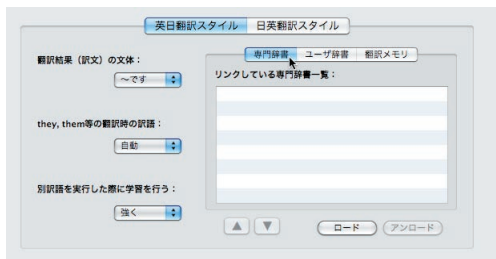 英日翻訳スタイル 日英翻訳スタイル
翻訳結果（訳文）の文体：
～です
they, them等の翻訳時の訳語：
自動
別訳語を実行した際に学習を行う：
強く
専門辞書 ユーザ辞書 翻訳メモリ
リンクしている専門辞書一覧：
ロード アンロード